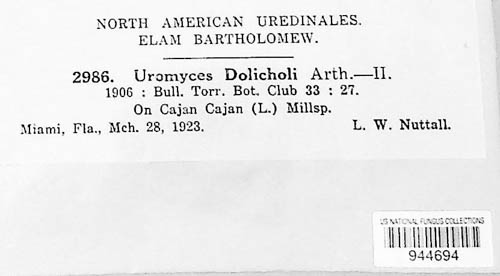 NORTH AMERICAN UREDINALES.
ELAM BARTHOLOMEW.
2986. Uromyces Dolicholi Arth.—II.
1906 : Bull. Torr. Bot. Club 33 : 27.
On Cajan Cajan (L.) Millsp.
Miami, Fla., Mch. 28, 1923. L. W. Nuttall.
US NATIONAL FUNGUS COLLECTIONS
944694